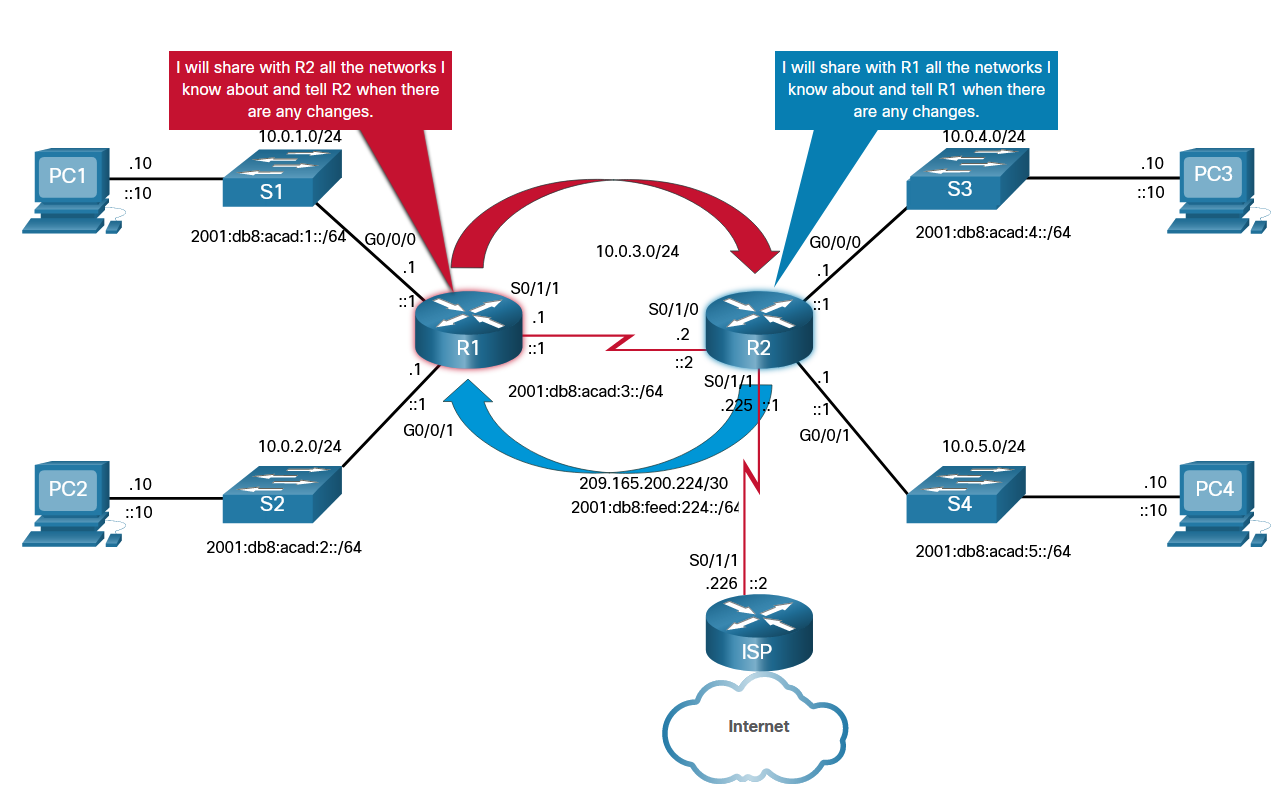 I will share with R2 all the networks I
know about and tell R2 when there
are any changes.
I will share with R1 all the networks I
know about and tell R1 when there
are any changes.
10.0.1.0/24
10.0.4.0/24
PC1
.10
::10
S1
S3
.10
::10
PC3
2001:db8:acad:1::/64
G0/0/0
.1
::1
10.0.3.0/24
G0/0/0
.1
::1
2001:db8:acad:4::/64
S0/1/1
.1
::1
S0/1/0
.2
::2
R1
R2
.1
::1
G0/0/1
2001:db8:acad:3::/64
S0/1/1
.225
::1
.1
::1
G0/0/1
10.0.2.0/24
10.0.5.0/24
PC2
.10
::10
S2
209.165.200.224/30
2001:db8:feed:224::/64
S4
.10
::10
PC4
2001:db8:acad:2::/64
2001:db8:acad:5::/64
S0/1/1
.226
::2
ISP
Internet